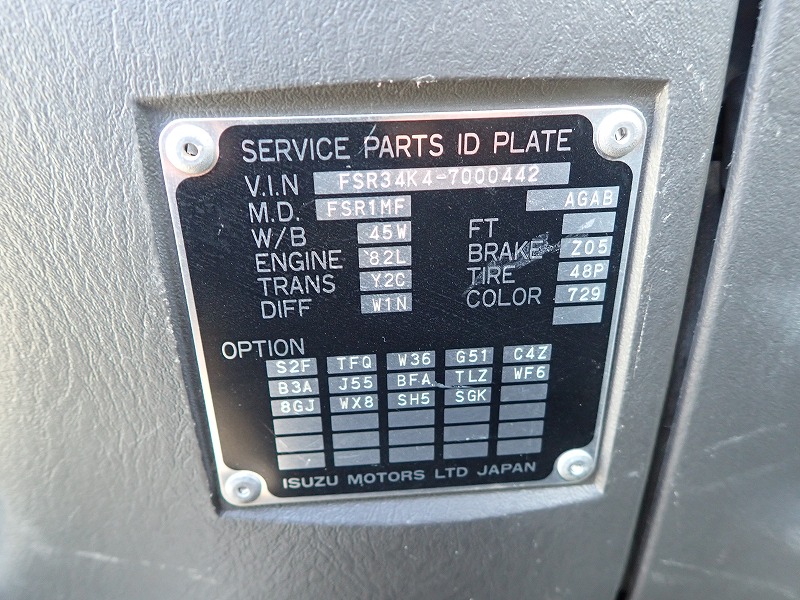 SERVICE PARTS ID PLATE
V.I.N FSR34K4-7000442
M.D. FSR1MF AGAB
W/B 45W FT
ENGINE 82L BRAKE Z05
TRANS Y2C TIRE 48P
DIFF W1N COLOR 729
OPTION
S2F TFQ W36 G51 C4Z
B3A J55 BFA TLZ WF6
8GJ WX8 SH5 SGK
ISUZU MOTORS LTD JAPAN